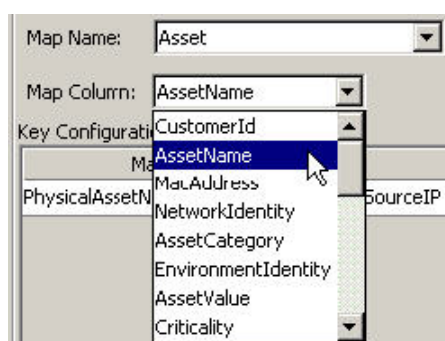 Map Name: Asset
Map Column: AssetName
Key Configurati
CustomerId
AssetName
MacAddress
NetworkIdentity
AssetCategory
EnvironmentIdentity
AssetValue
Criticality
Ma
PhysicalAssetN
SourceIP